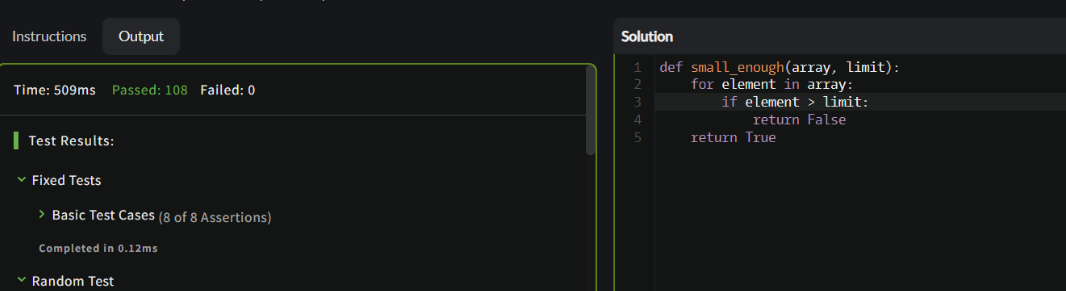 Instructions
Output
Time: 509ms Passed: 108 Failed: 0
Test Results:
Fixed Tests
Basic Test Cases (8 of 8 Assertions)
Completed in 0.12ms
Random Test
Solution
1 def small_enough(array, limit):
2     for element in array:
3         if element > limit:
4             return False
5     return True